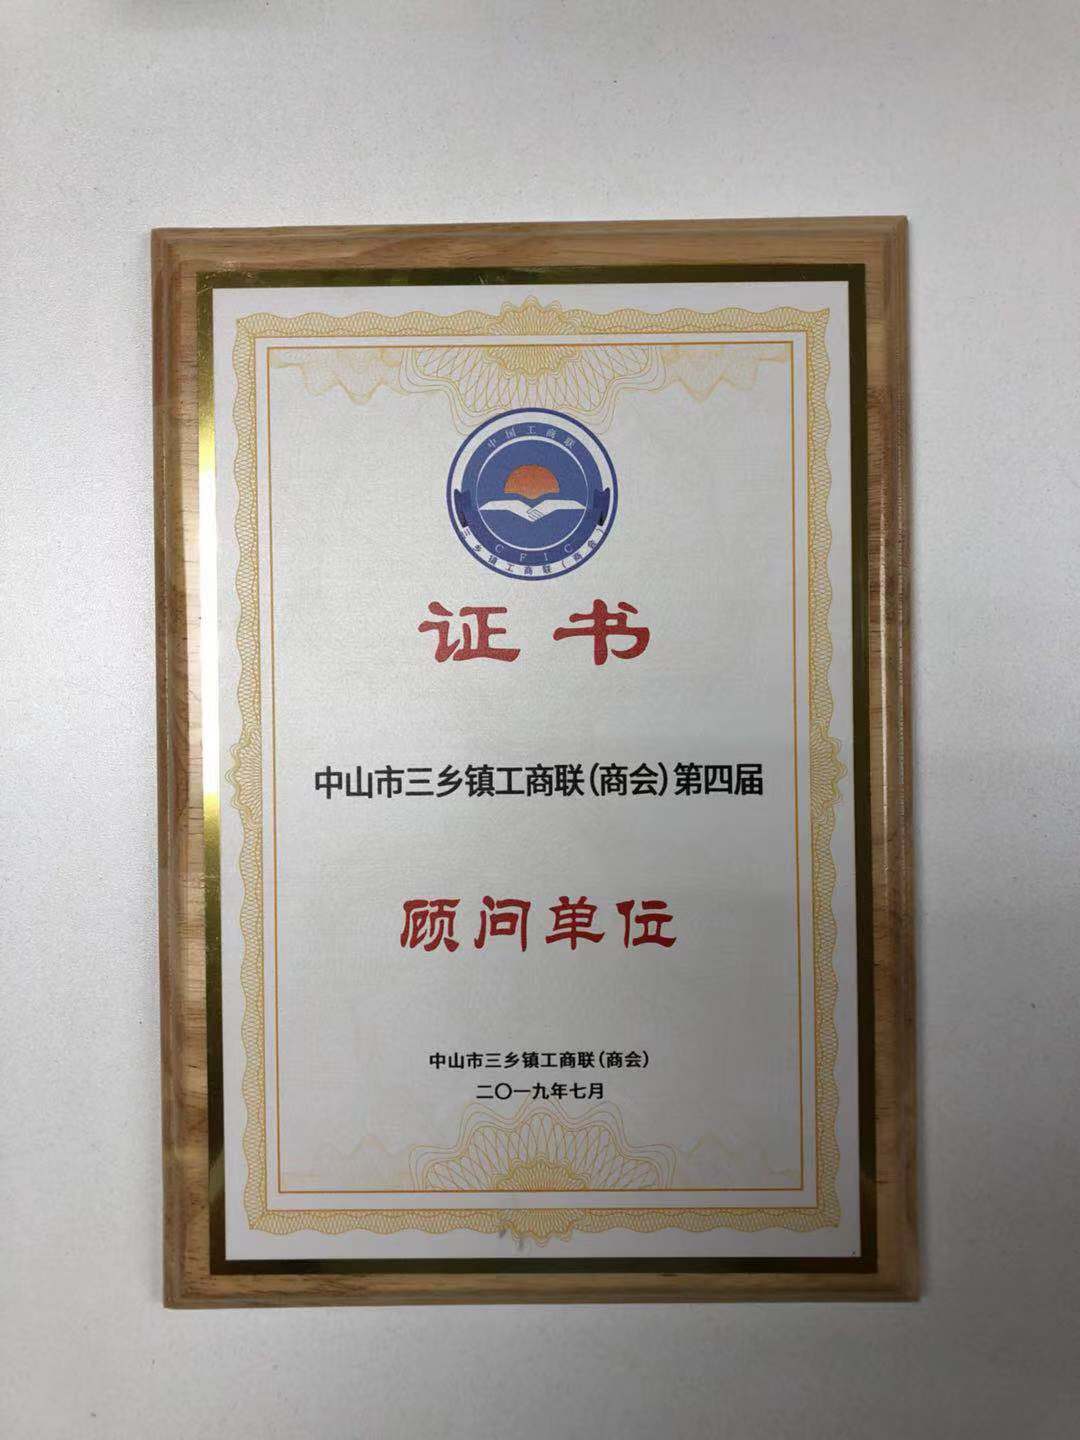 中国工商联
CFIC
三乡镇工商联(商会)
证书
中山市三乡镇工商联(商会)第四届
顾问单位
中山市三乡镇工商联(商会)
二〇一九年七月